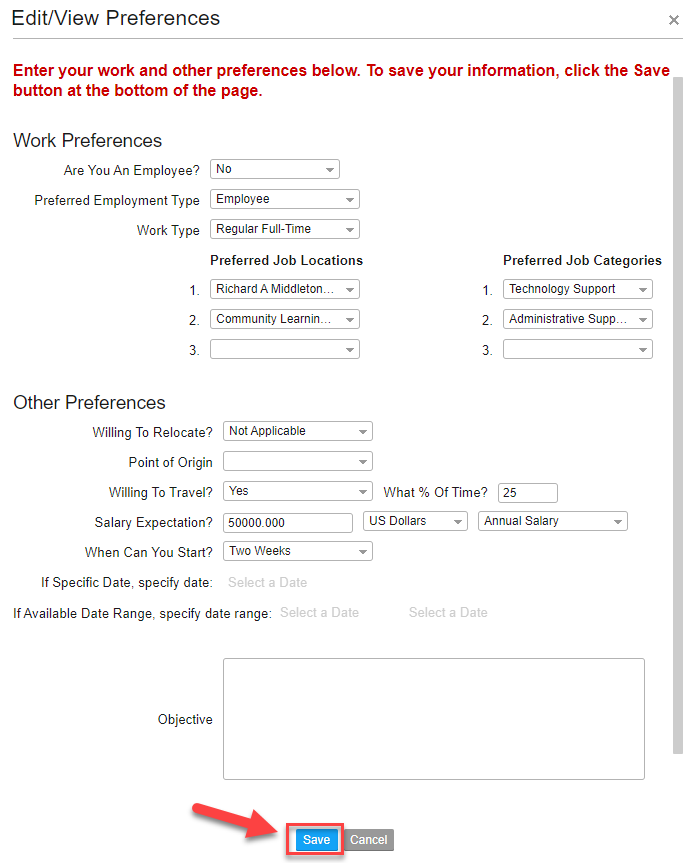 Edit/View Preferences ×
Enter your work and other preferences below. To save your information, click the Save
button at the bottom of the page.
Work Preferences
Are You An Employee? No
Preferred Employment Type Employee
Work Type Regular Full-Time
Preferred Job Locations Preferred Job Categories
1. Richard A Middleton... 1. Technology Support
2. Community Learnin... 2. Administrative Supp...
3. 3.
Other Preferences
Willing To Relocate? Not Applicable
Point of Origin
Willing To Travel? Yes What % Of Time? 25
Salary Expectation? 50000.000 US Dollars Annual Salary
When Can You Start? Two Weeks
If Specific Date, specify date: Select a Date
If Available Date Range, specify date range: Select a Date Select a Date
Objective
Save Cancel